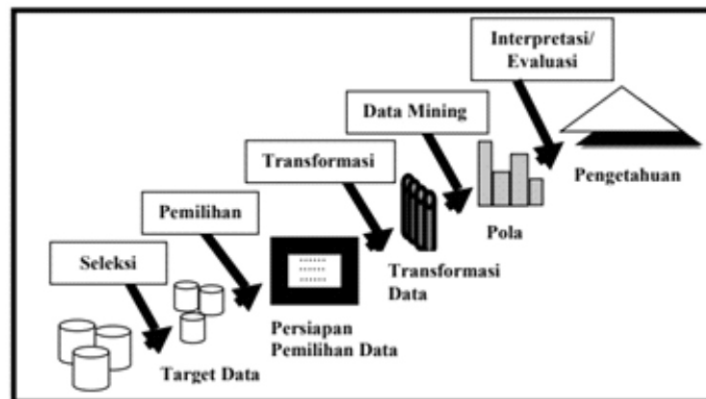 Interpretasi/
Evaluasi
Data Mining
Transformasi
Pengetahuan
Pemilihan
Pola
Seleksi
Transformasi
Data
Persiapan
Pemilihan Data
Target Data